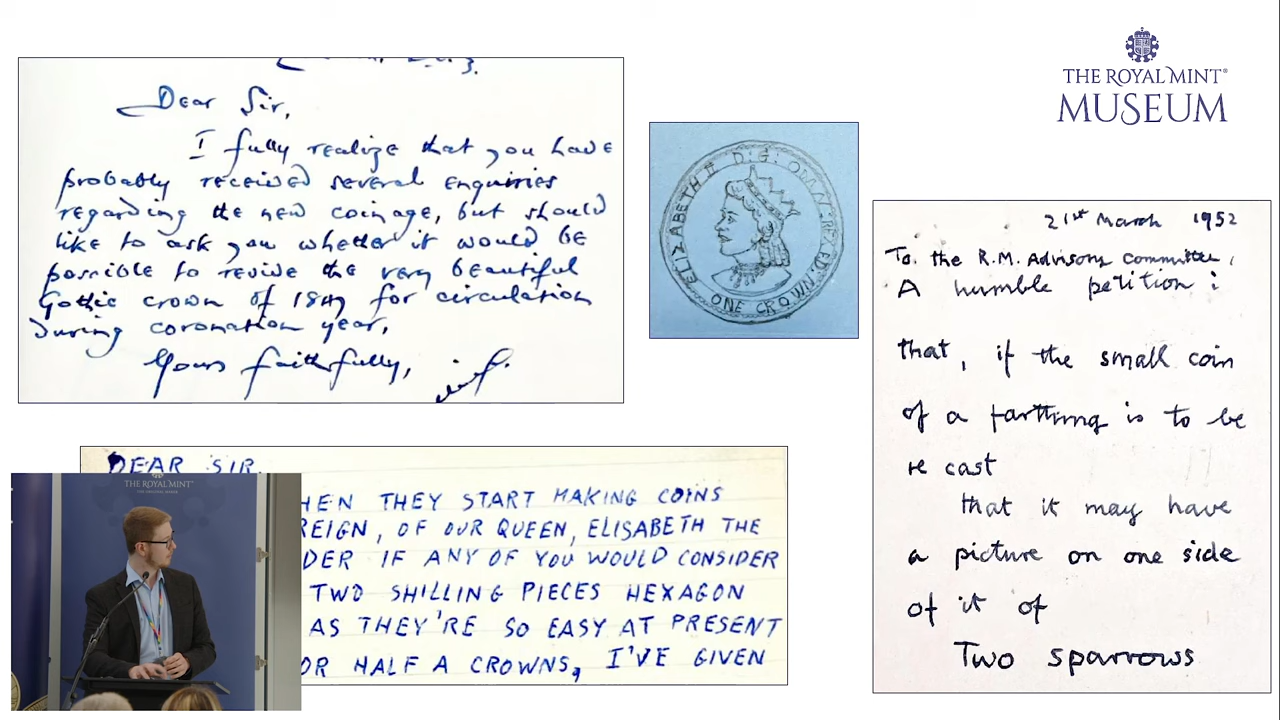 THE ROYAL MINT®
MUSEUM
Dear Sir,
I fully realize that you have
probably received several enquiries
regarding the new coinage, but should
like to ask you whether it would be
possible to revive the very beautiful
Gothic crown of 1847 for circulation
during coronation year.
Yours faithfully,
ELIZABETH II D:G: OMN: REX
ONE CROWN
21st March 1952
To. the R.M. Advisory Committee,
A humble petition:
that, if the small coin
of a farthing is to be
re cast
that it may have
a picture on one side
of it of
Two sparrows
DEAR SIR,
HEN THEY START MAKING COINS
REIGN, OF OUR QUEEN, ELISABETH THE
DER IF ANY OF YOU WOULD CONSIDER
TWO SHILLING PIECES HEXAGON
AS THEY'RE SO EASY AT PRESENT
OR HALF A CROWNS, I'VE GIVEN
THE ROYAL MINT®